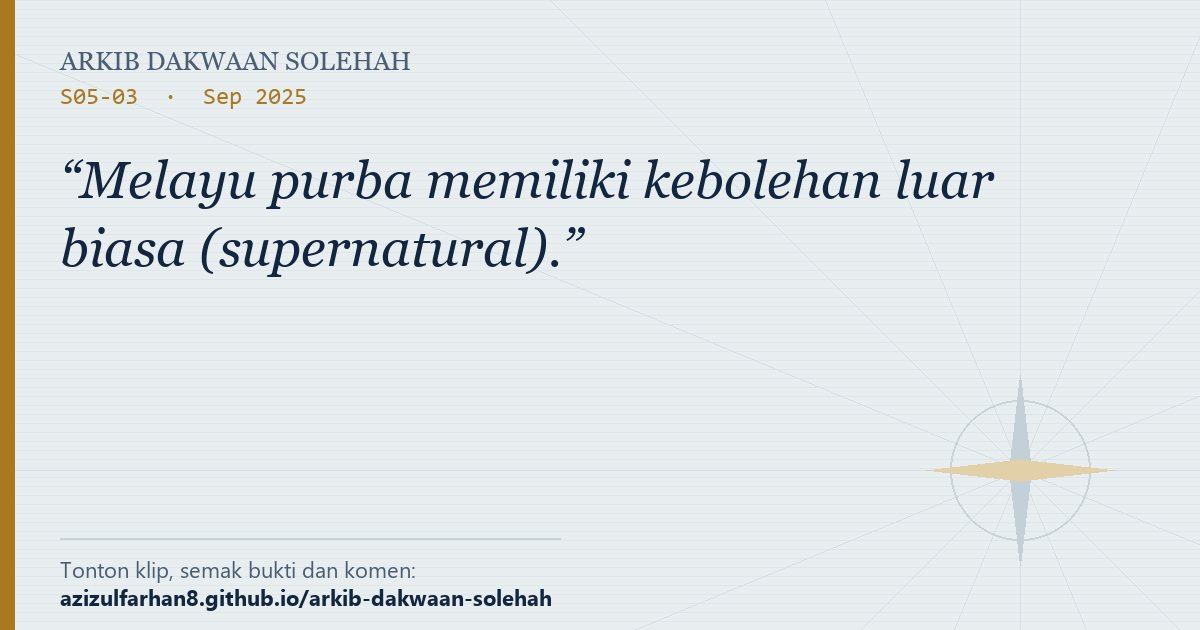 ARKIB DAKWAAN SOLEHAH
S05-03 · Sep 2025
“Melayu purba memiliki kebolehan luar
biasa (supernatural).”
Tonton klip, semak bukti dan komen:
azizulfarhan8.github.io/arkib-dakwaan-solehah